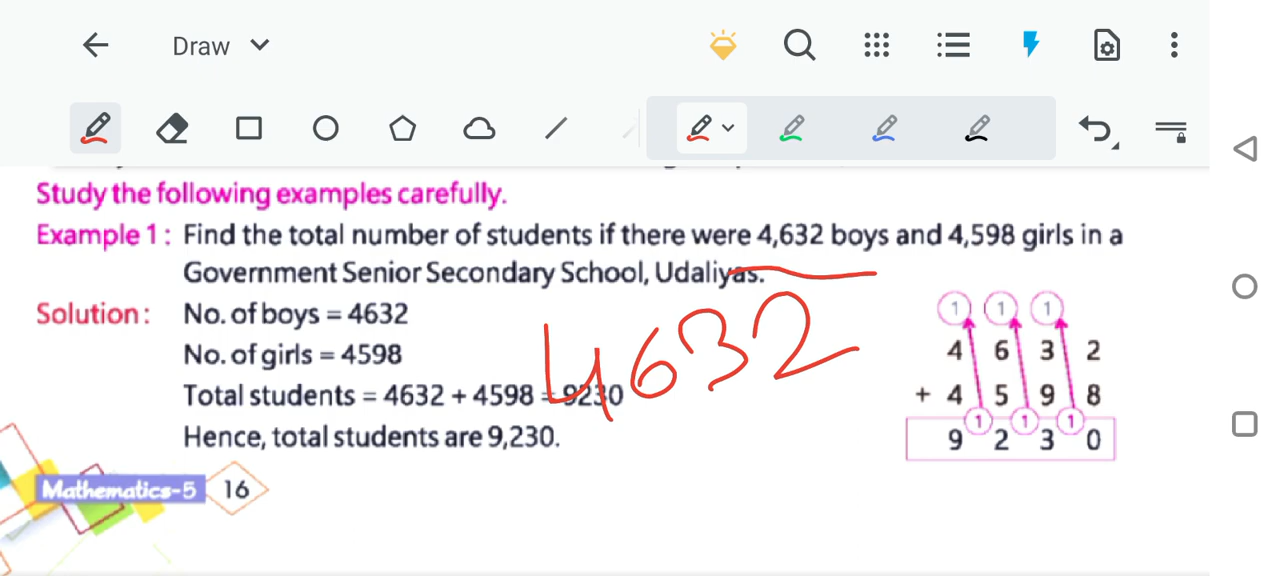 Draw
Study the following examples carefully.
Example 1 : Find the total number of students if there were 4,632 boys and 4,598 girls in a
Government Senior Secondary School, Udaliyas.
Solution : No. of boys = 4632
No. of girls = 4598
Total students = 4632 + 4598 = 9230
Hence, total students are 9,230.
4632
1 1 1
4 6 3 2
+ 4 5 9 8
1 1 1
9 2 3 0
Mathematics-5 16